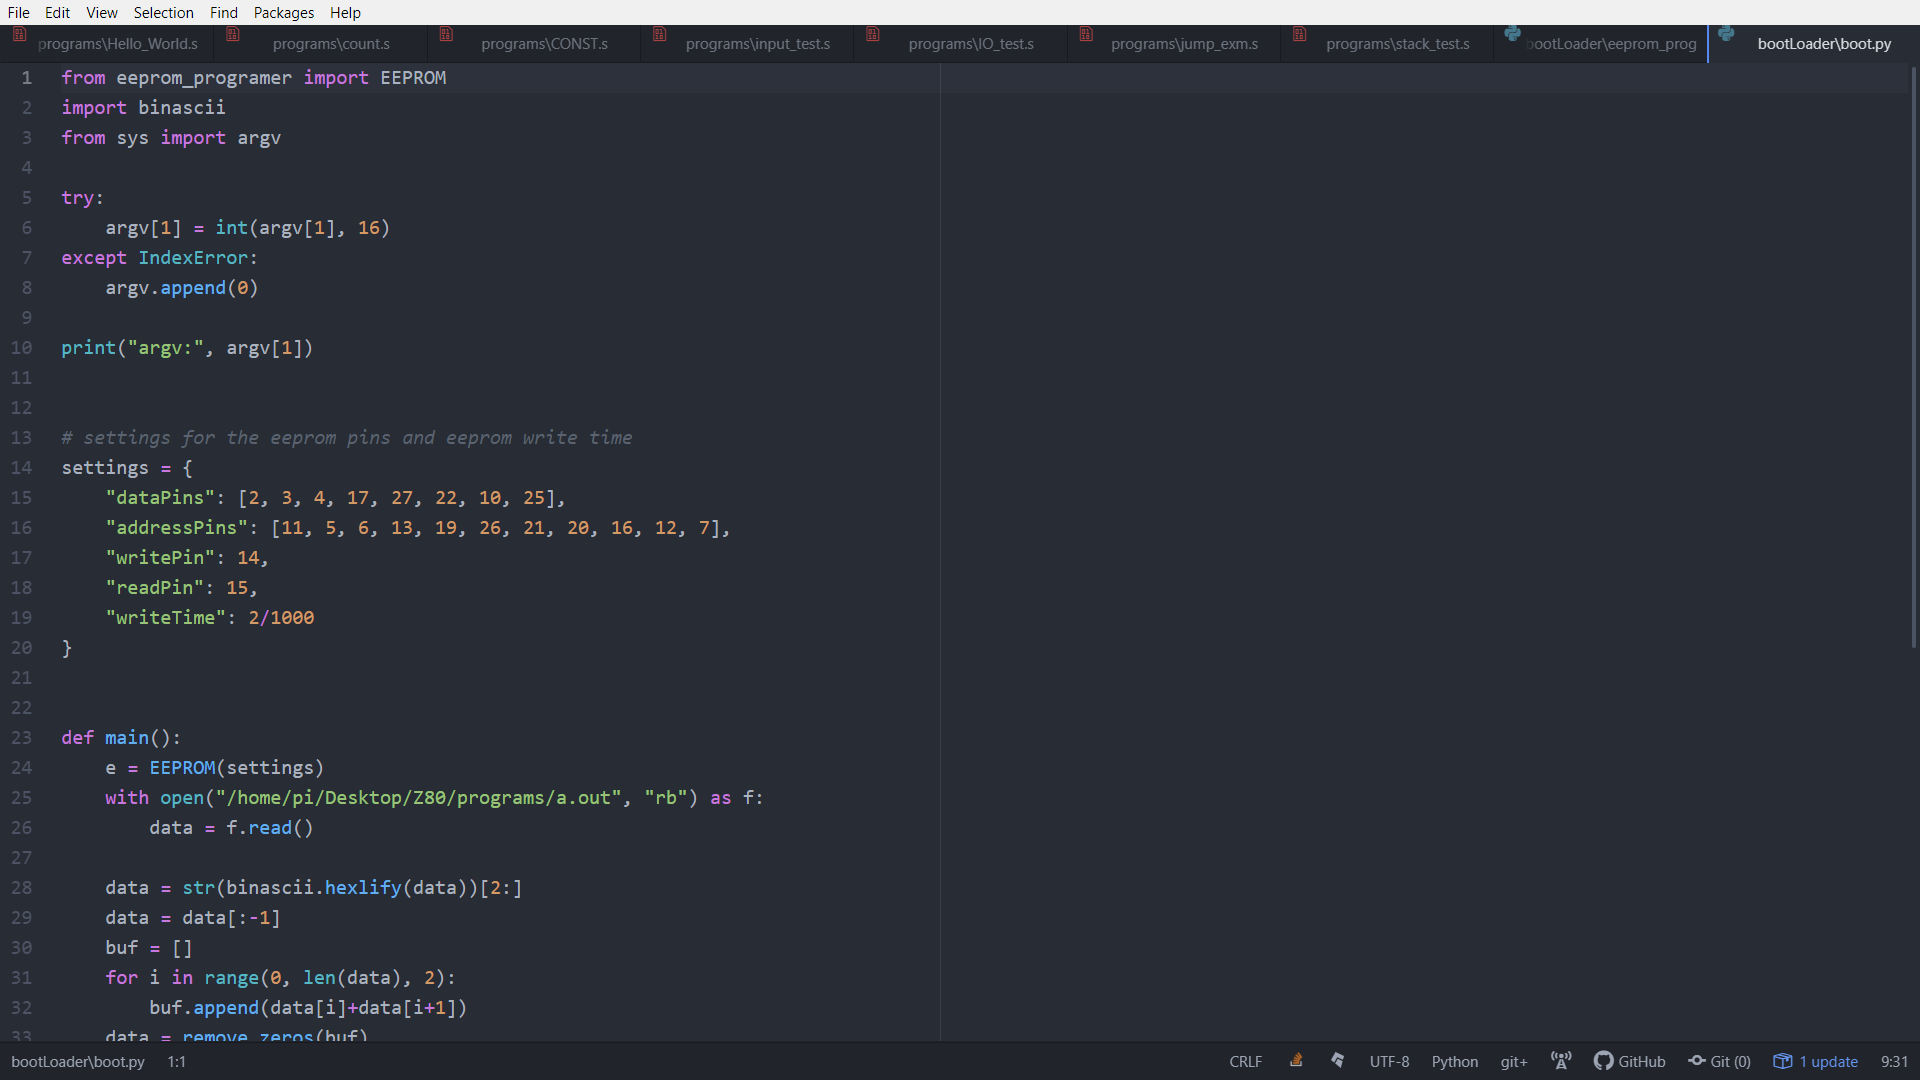 File Edit View Selection Find Packages Help
programs\Hello_World.s programs\count.s programs\CONST.s programs\input_test.s programs\IO_test.s programs\jump_exm.s programs\stack_test.s bootLoader\eeprom_prog bootLoader\boot.py
1 from eeprom_programer import EEPROM
2 import binascii
3 from sys import argv
4
5 try:
6     argv[1] = int(argv[1], 16)
7 except IndexError:
8     argv.append(0)
9
10 print("argv:", argv[1])
11
12
13 # settings for the eeprom pins and eeprom write time
14 settings = {
15     "dataPins": [2, 3, 4, 17, 27, 22, 10, 25],
16     "addressPins": [11, 5, 6, 13, 19, 26, 21, 20, 16, 12, 7],
17     "writePin": 14,
18     "readPin": 15,
19     "writeTime": 2/1000
20 }
21
22
23 def main():
24     e = EEPROM(settings)
25     with open("/home/pi/Desktop/Z80/programs/a.out", "rb") as f:
26         data = f.read()
27
28     data = str(binascii.hexlify(data))[2:]
29     data = data[:-1]
30     buf = []
31     for i in range(0, len(data), 2):
32         buf.append(data[i]+data[i+1])
33     data = remove_zeros(buf)
bootLoader\boot.py 1:1 CRLF UTF-8 Python git+ GitHub Git (0) 1 update 9:31